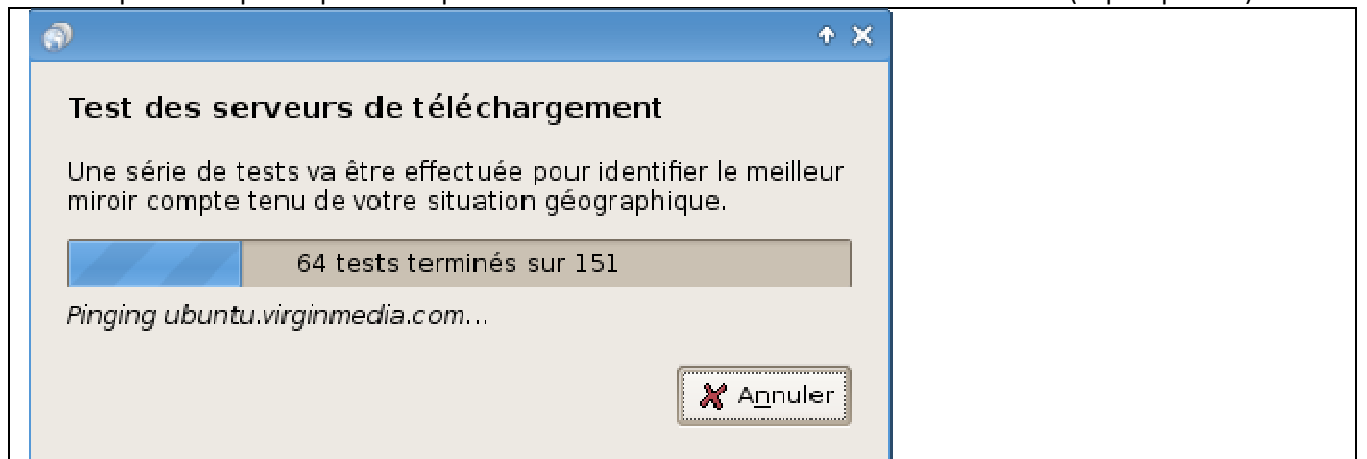 Test des serveurs de téléchargement
Une série de tests va être effectuée pour identifier le meilleur
miroir compte tenu de votre situation géographique.
64 tests terminés sur 151
Pinging ubuntu.virginmedia.com...
Annuler